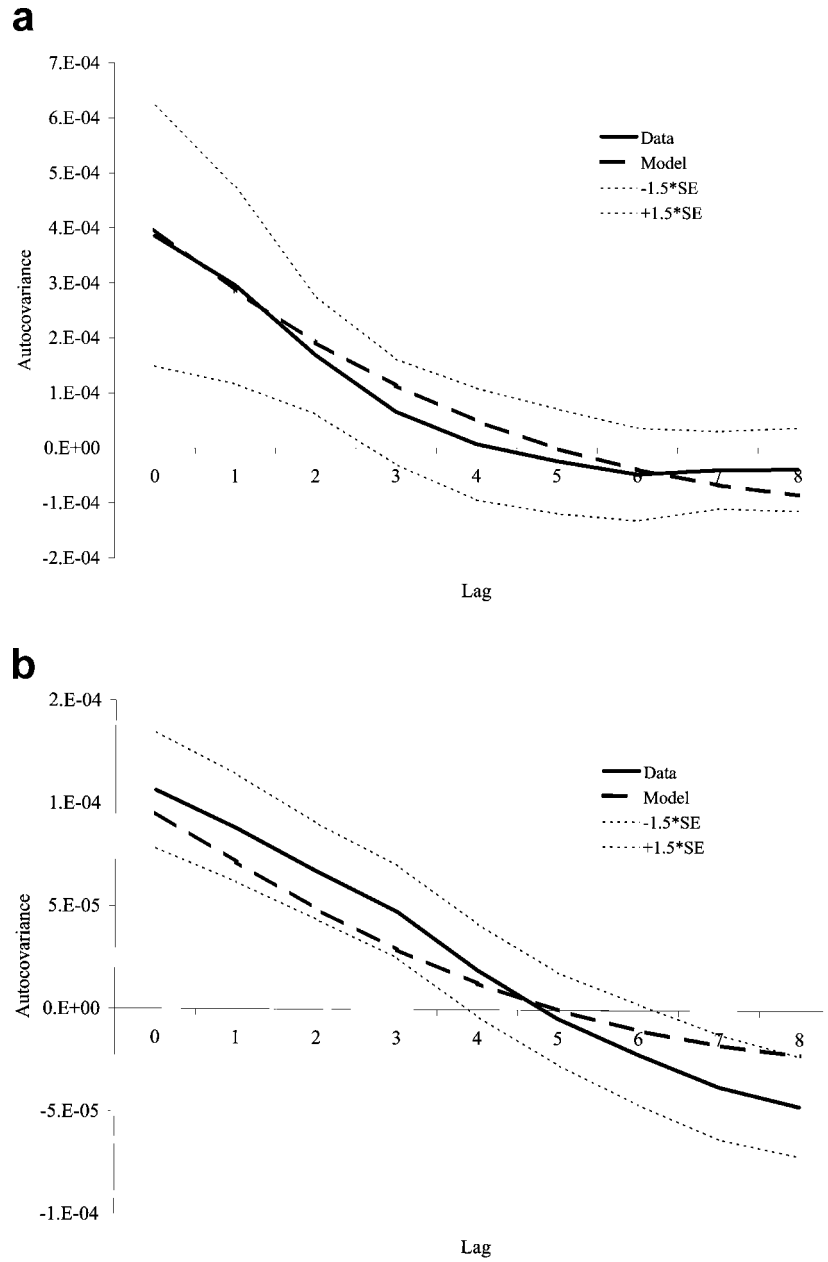 a
7.E-04
6.E-04
5.E-04
4.E-04
3.E-04
2.E-04
1.E-04
0.E+00
-1.E-04
-2.E-04
Autocovariance
0 1 2 3 4 5 6 7 8
Lag
Data
Model
-1.5*SE
+1.5*SE
b
2.E-04
1.E-04
5.E-05
0.E+00
-5.E-05
-1.E-04
Autocovariance
0 1 2 3 4 5 6 7 8
Lag
Data
Model
-1.5*SE
+1.5*SE